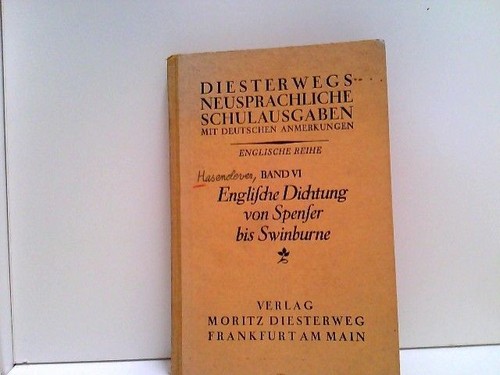 DIESTERWEGS
NEUSPRACHLICHE
SCHULAUSGABEN
MIT DEUTSCHEN ANMERKUNGEN
ENGLISCHE REIHE
Hasenclever, BAND VI
Engliſche Dichtung
von Spenſer
bis Swinburne
VERLAG
MORITZ DIESTERWEG
FRANKFURT AM MAIN